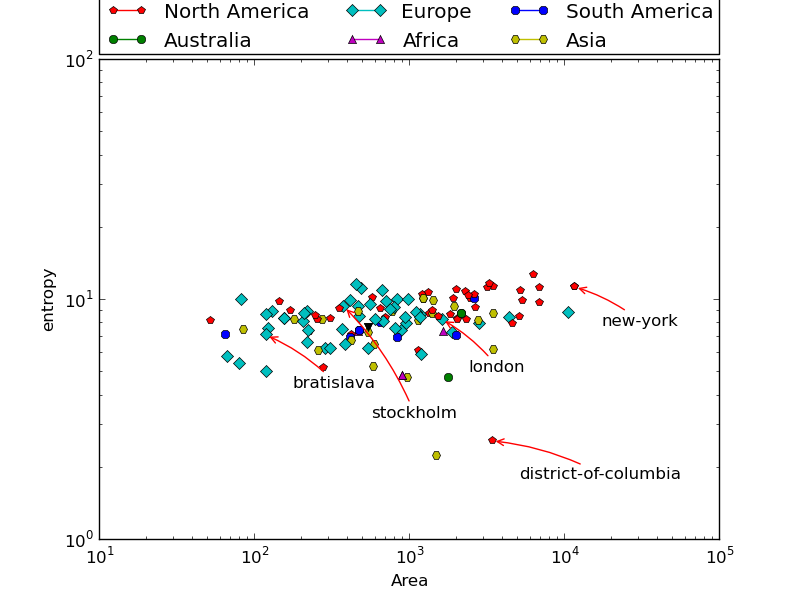 North America Europe South America
Australia Africa Asia
10^2
10^1
10^0
entropy
new-york
london
bratislava
stockholm
district-of-columbia
10^1 10^2 10^3 10^4 10^5
Area